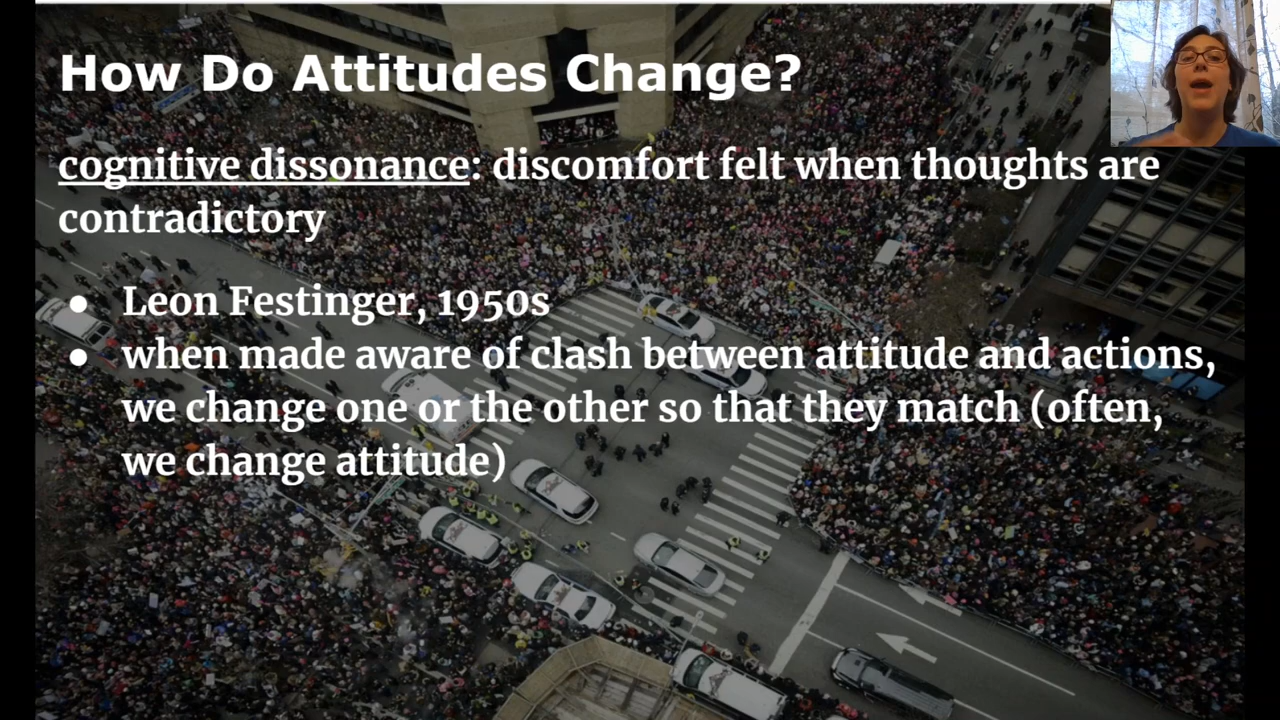 How Do Attitudes Change?
cognitive dissonance: discomfort felt when thoughts are
contradictory
● Leon Festinger, 1950s
● when made aware of clash between attitude and actions,
we change one or the other so that they match (often,
we change attitude)